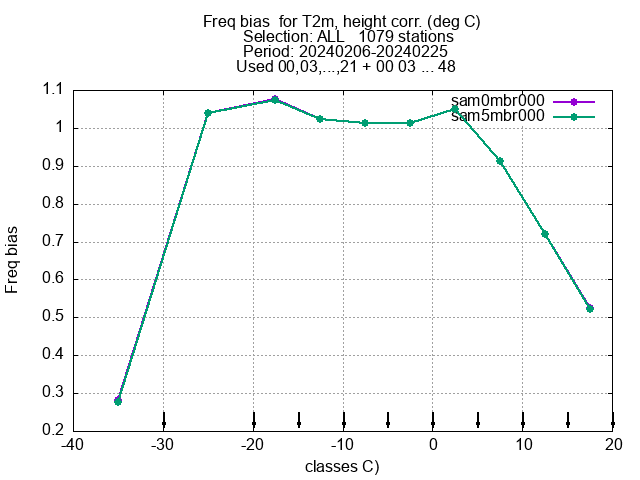 Freq bias  for T2m, height corr. (deg C)
Selection: ALL   1079 stations
Period: 20240206-20240225
Used 00,03,...,21 + 00 03 ... 48
sam0mbr000
sam5mbr000
1.1
1
0.9
0.8
0.7
0.6
0.5
0.4
0.3
0.2
Freq bias
-40 -30 -20 -10 0 10 20
classes C)